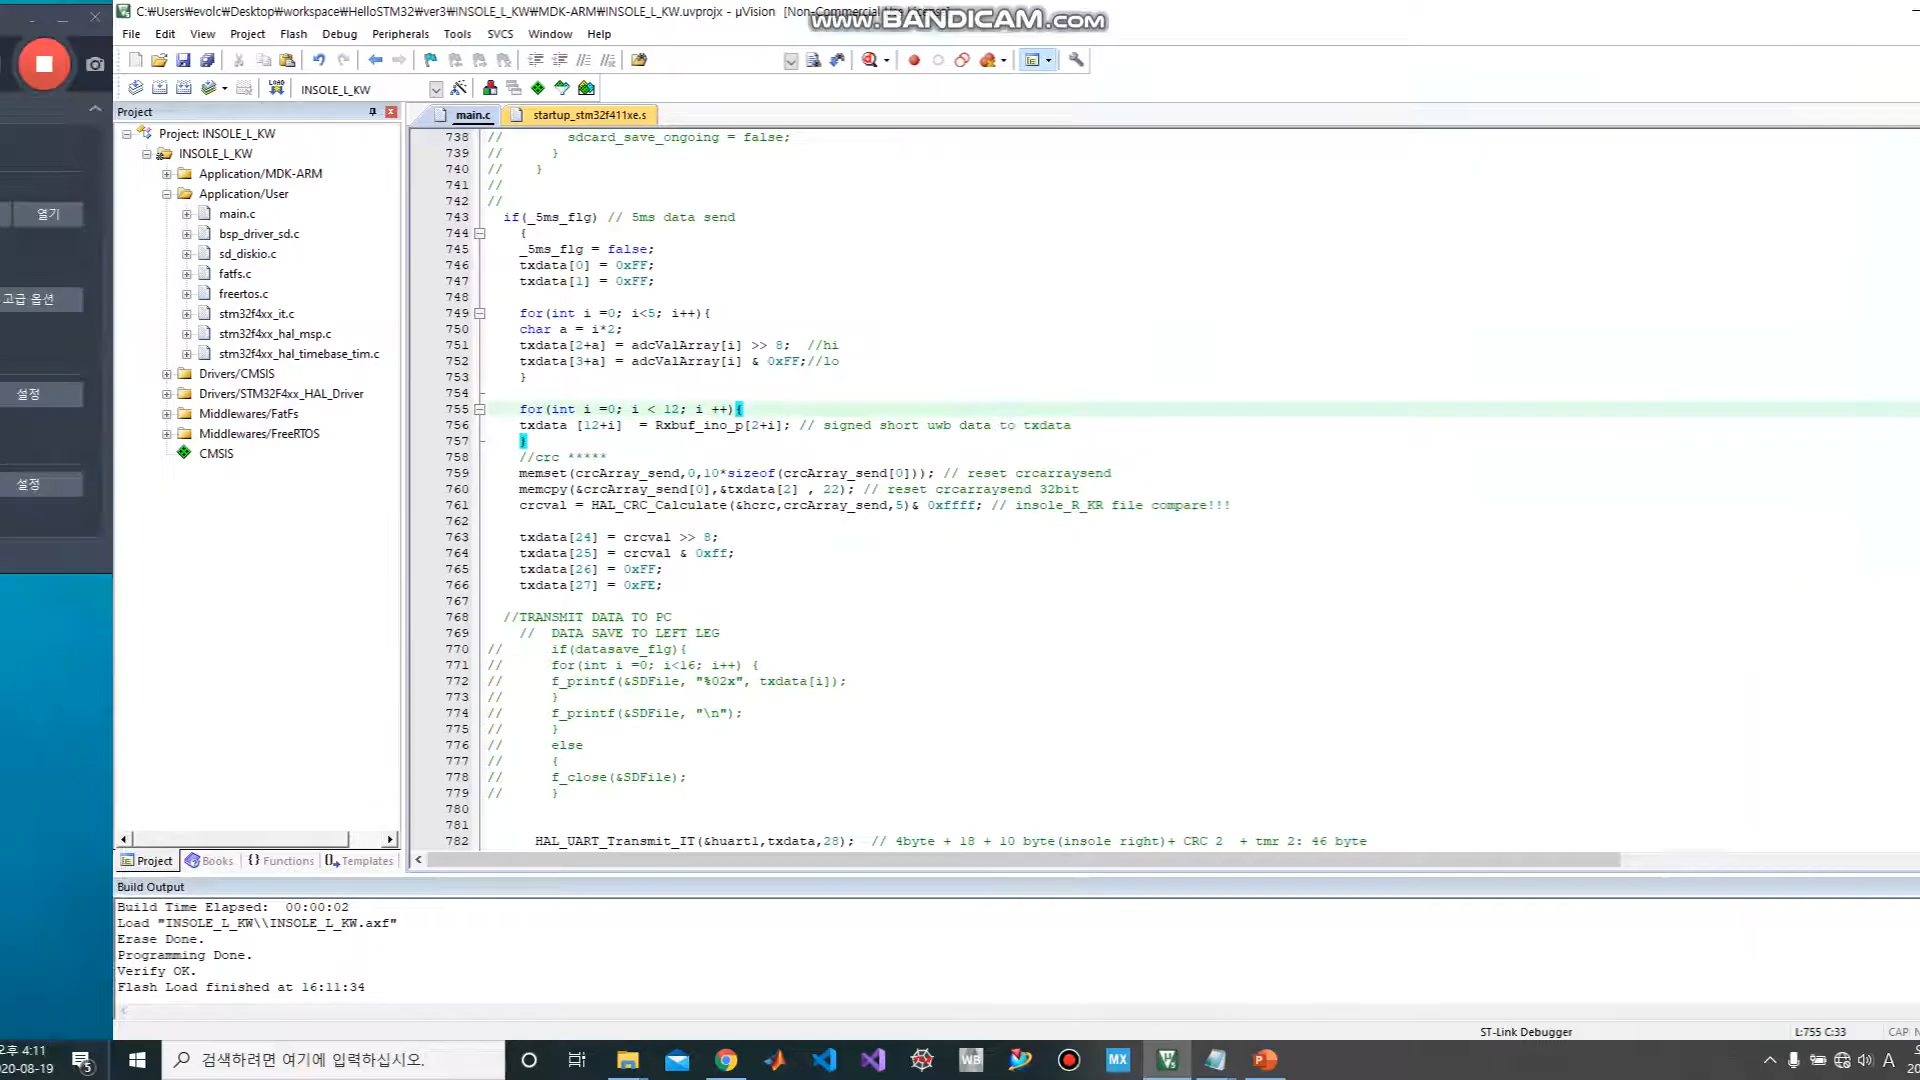 C:₩Users₩evolc₩Desktop₩workspace₩HelloSTM32₩ver3₩INSOLE_L_KW₩MDK-ARM₩INSOLE_L_KW.uvprojx - µVision [Non-Commercial Use License]
www.BANDICAM.com
File Edit View Project Flash Debug Peripherals Tools SVCS Window Help
INSOLE_L_KW
Project
main.c startup_stm32f411xe.s
Project: INSOLE_L_KW
INSOLE_L_KW
Application/MDK-ARM
Application/User
main.c
bsp_driver_sd.c
sd_diskio.c
fatfs.c
freertos.c
stm32f4xx_it.c
stm32f4xx_hal_msp.c
stm32f4xx_hal_timebase_tim.c
Drivers/CMSIS
Drivers/STM32F4xx_HAL_Driver
Middlewares/FatFs
Middlewares/FreeRTOS
CMSIS
열기
고급 옵션
설정
설정
738 // sdcard_save_ongoing = false;
739 // }
740 // }
741 //
742 //
743 if(_5ms_flg) // 5ms data send
744 {
745 _5ms_flg = false;
746 txdata[0] = 0xFF;
747 txdata[1] = 0xFF;
748
749 for(int i =0; i<5; i++){
750 char a = i*2;
751 txdata[2+a] = adcValArray[i] >> 8; //hi
752 txdata[3+a] = adcValArray[i] & 0xFF;//lo
753 }
754
755 for(int i =0; i < 12; i ++){
756 txdata [12+i] = Rxbuf_ino_p[2+i]; // signed short uwb data to txdata
757 }
758 //crc *****
759 memset(crcArray_send,0,10*sizeof(crcArray_send[0])); // reset crcarraysend
760 memcpy(&crcArray_send[0],&txdata[2] , 22); // reset crcarraysend 32bit
761 crcval = HAL_CRC_Calculate(&hcrc,crcArray_send,5)& 0xffff; // insole_R_KR file compare!!!
762
763 txdata[24] = crcval >> 8;
764 txdata[25] = crcval & 0xff;
765 txdata[26] = 0xFF;
766 txdata[27] = 0xFE;
767
768 //TRANSMIT DATA TO PC
769 // DATA SAVE TO LEFT LEG
770 // if(datasave_flg){
771 // for(int i =0; i<16; i++) {
772 // f_printf(&SDFile, "%02x", txdata[i]);
773 // }
774 // f_printf(&SDFile, "\n");
775 // }
776 // else
777 // {
778 // f_close(&SDFile);
779 // }
780
781
782 HAL_UART_Transmit_IT(&huart1,txdata,28); // 4byte + 18 + 10 byte(insole right)+ CRC 2 + tmr 2: 46 byte
Project Books Functions Templates
Build Output
Build Time Elapsed: 00:00:02
Load "INSOLE_L_KW\\INSOLE_L_KW.axf"
Erase Done.
Programming Done.
Verify OK.
Flash Load finished at 16:11:34
ST-Link Debugger L:755 C:33 CAP N
오후 4:11
2020-08-19
5
검색하려면 여기에 입력하십시오.
WB MX P A